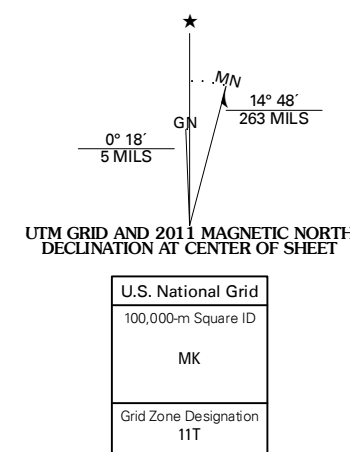 ★
MN
GN
14° 48´
263 MILS
0° 18´
5 MILS
UTM GRID AND 2011 MAGNETIC NORTH
DECLINATION AT CENTER OF SHEET
U.S. National Grid
100,000-m Square ID
MK
Grid Zone Designation
11T